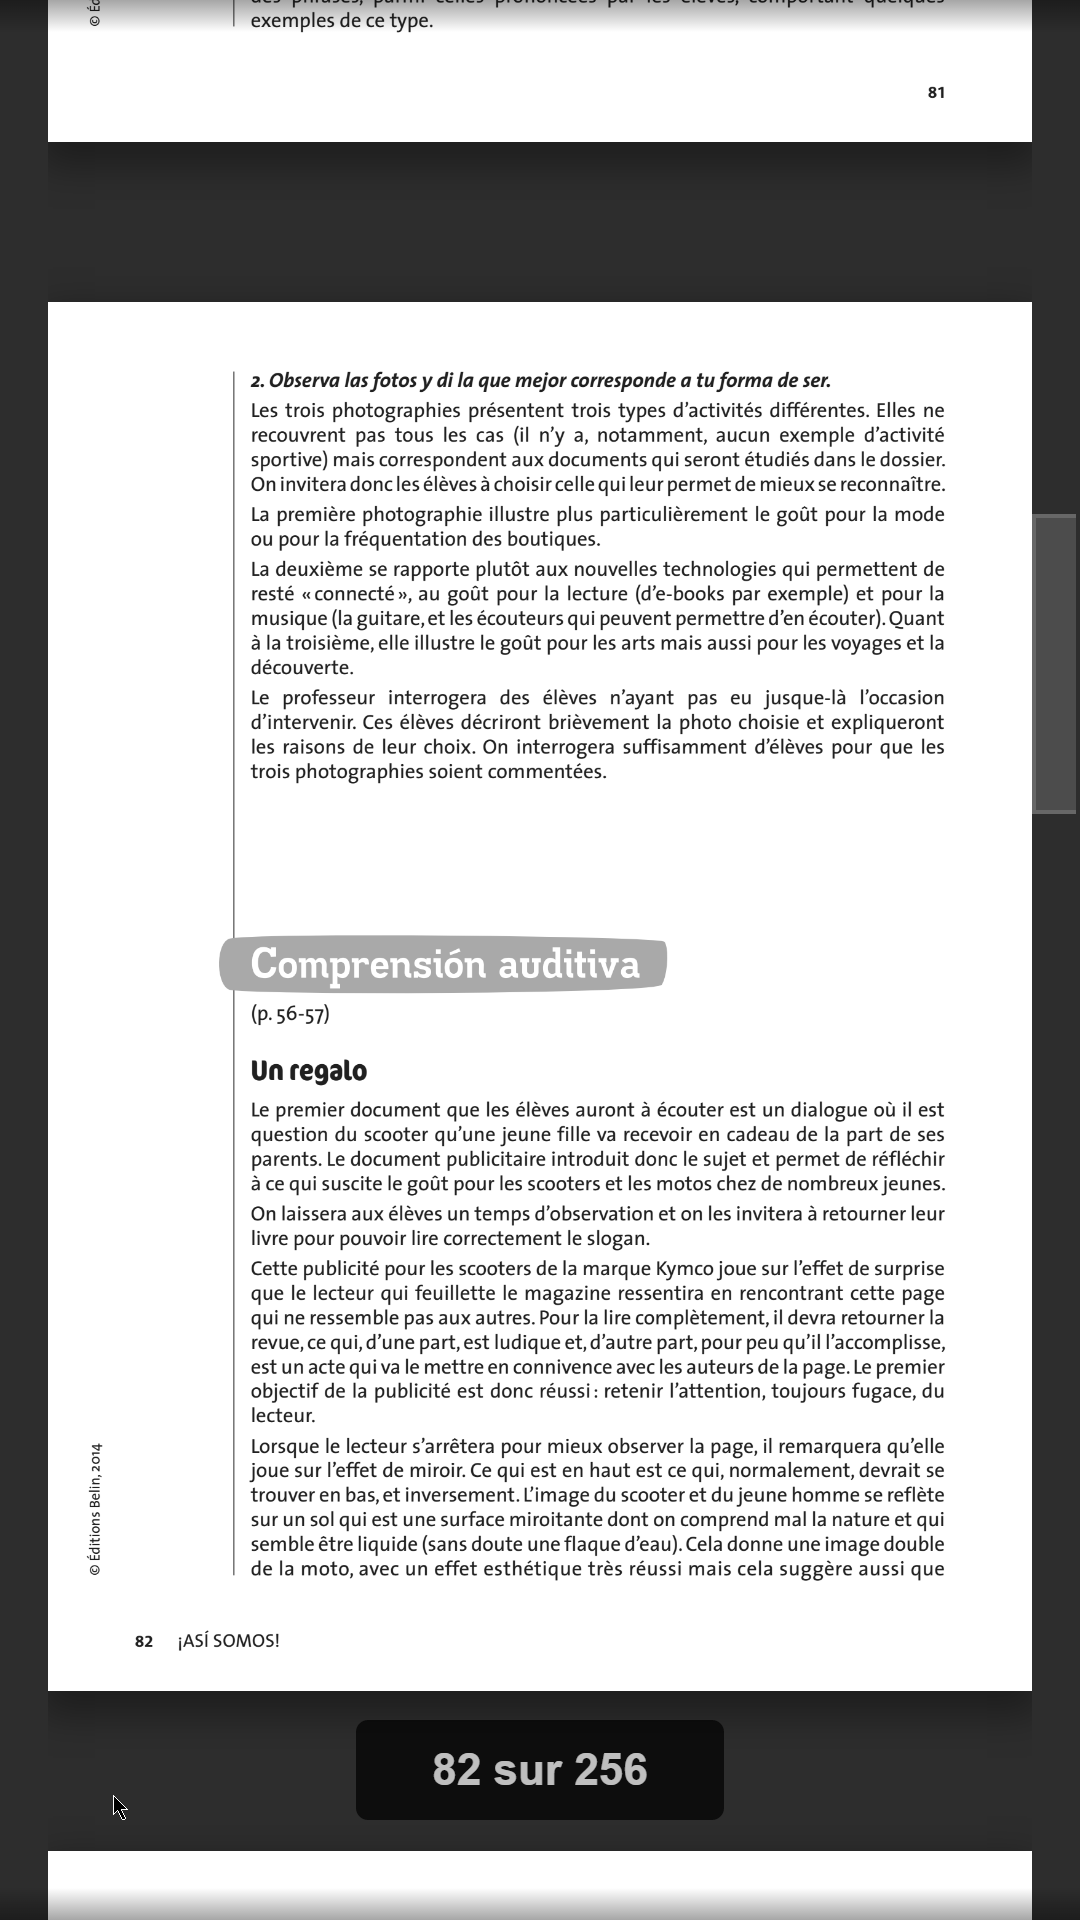 exemples de ce type.
81
2. Observa las fotos y di la que mejor corresponde a tu forma de ser.
Les trois photographies présentent trois types d’activités différentes. Elles ne
recouvrent pas tous les cas (il n’y a, notamment, aucun exemple d’activité
sportive) mais correspondent aux documents qui seront étudiés dans le dossier.
On invitera donc les élèves à choisir celle qui leur permet de mieux se reconnaître.
La première photographie illustre plus particulièrement le goût pour la mode
ou pour la fréquentation des boutiques.
La deuxième se rapporte plutôt aux nouvelles technologies qui permettent de
resté « connecté », au goût pour la lecture (d’e-books par exemple) et pour la
musique (la guitare, et les écouteurs qui peuvent permettre d’en écouter). Quant
à la troisième, elle illustre le goût pour les arts mais aussi pour les voyages et la
découverte.
Le professeur interrogera des élèves n’ayant pas eu jusque-là l’occasion
d’intervenir. Ces élèves décriront brièvement la photo choisie et expliqueront
les raisons de leur choix. On interrogera suffisamment d’élèves pour que les
trois photographies soient commentées.
Comprensión auditiva
(p. 56-57)
Un regalo
Le premier document que les élèves auront à écouter est un dialogue où il est
question du scooter qu’une jeune fille va recevoir en cadeau de la part de ses
parents. Le document publicitaire introduit donc le sujet et permet de réfléchir
à ce qui suscite le goût pour les scooters et les motos chez de nombreux jeunes.
On laissera aux élèves un temps d’observation et on les invitera à retourner leur
livre pour pouvoir lire correctement le slogan.
Cette publicité pour les scooters de la marque Kymco joue sur l’effet de surprise
que le lecteur qui feuillette le magazine ressentira en rencontrant cette page
qui ne ressemble pas aux autres. Pour la lire complètement, il devra retourner la
revue, ce qui, d’une part, est ludique et, d’autre part, pour peu qu’il l’accomplisse,
est un acte qui va le mettre en connivence avec les auteurs de la page. Le premier
objectif de la publicité est donc réussi : retenir l’attention, toujours fugace, du
lecteur.
Lorsque le lecteur s’arrêtera pour mieux observer la page, il remarquera qu’elle
joue sur l’effet de miroir. Ce qui est en haut est ce qui, normalement, devrait se
trouver en bas, et inversement. L’image du scooter et du jeune homme se reflète
sur un sol qui est une surface miroitante dont on comprend mal la nature et qui
semble être liquide (sans doute une flaque d’eau). Cela donne une image double
de la moto, avec un effet esthétique très réussi mais cela suggère aussi que
© Éditions Belin, 2014
82 ¡ASÍ SOMOS!
82 sur 256